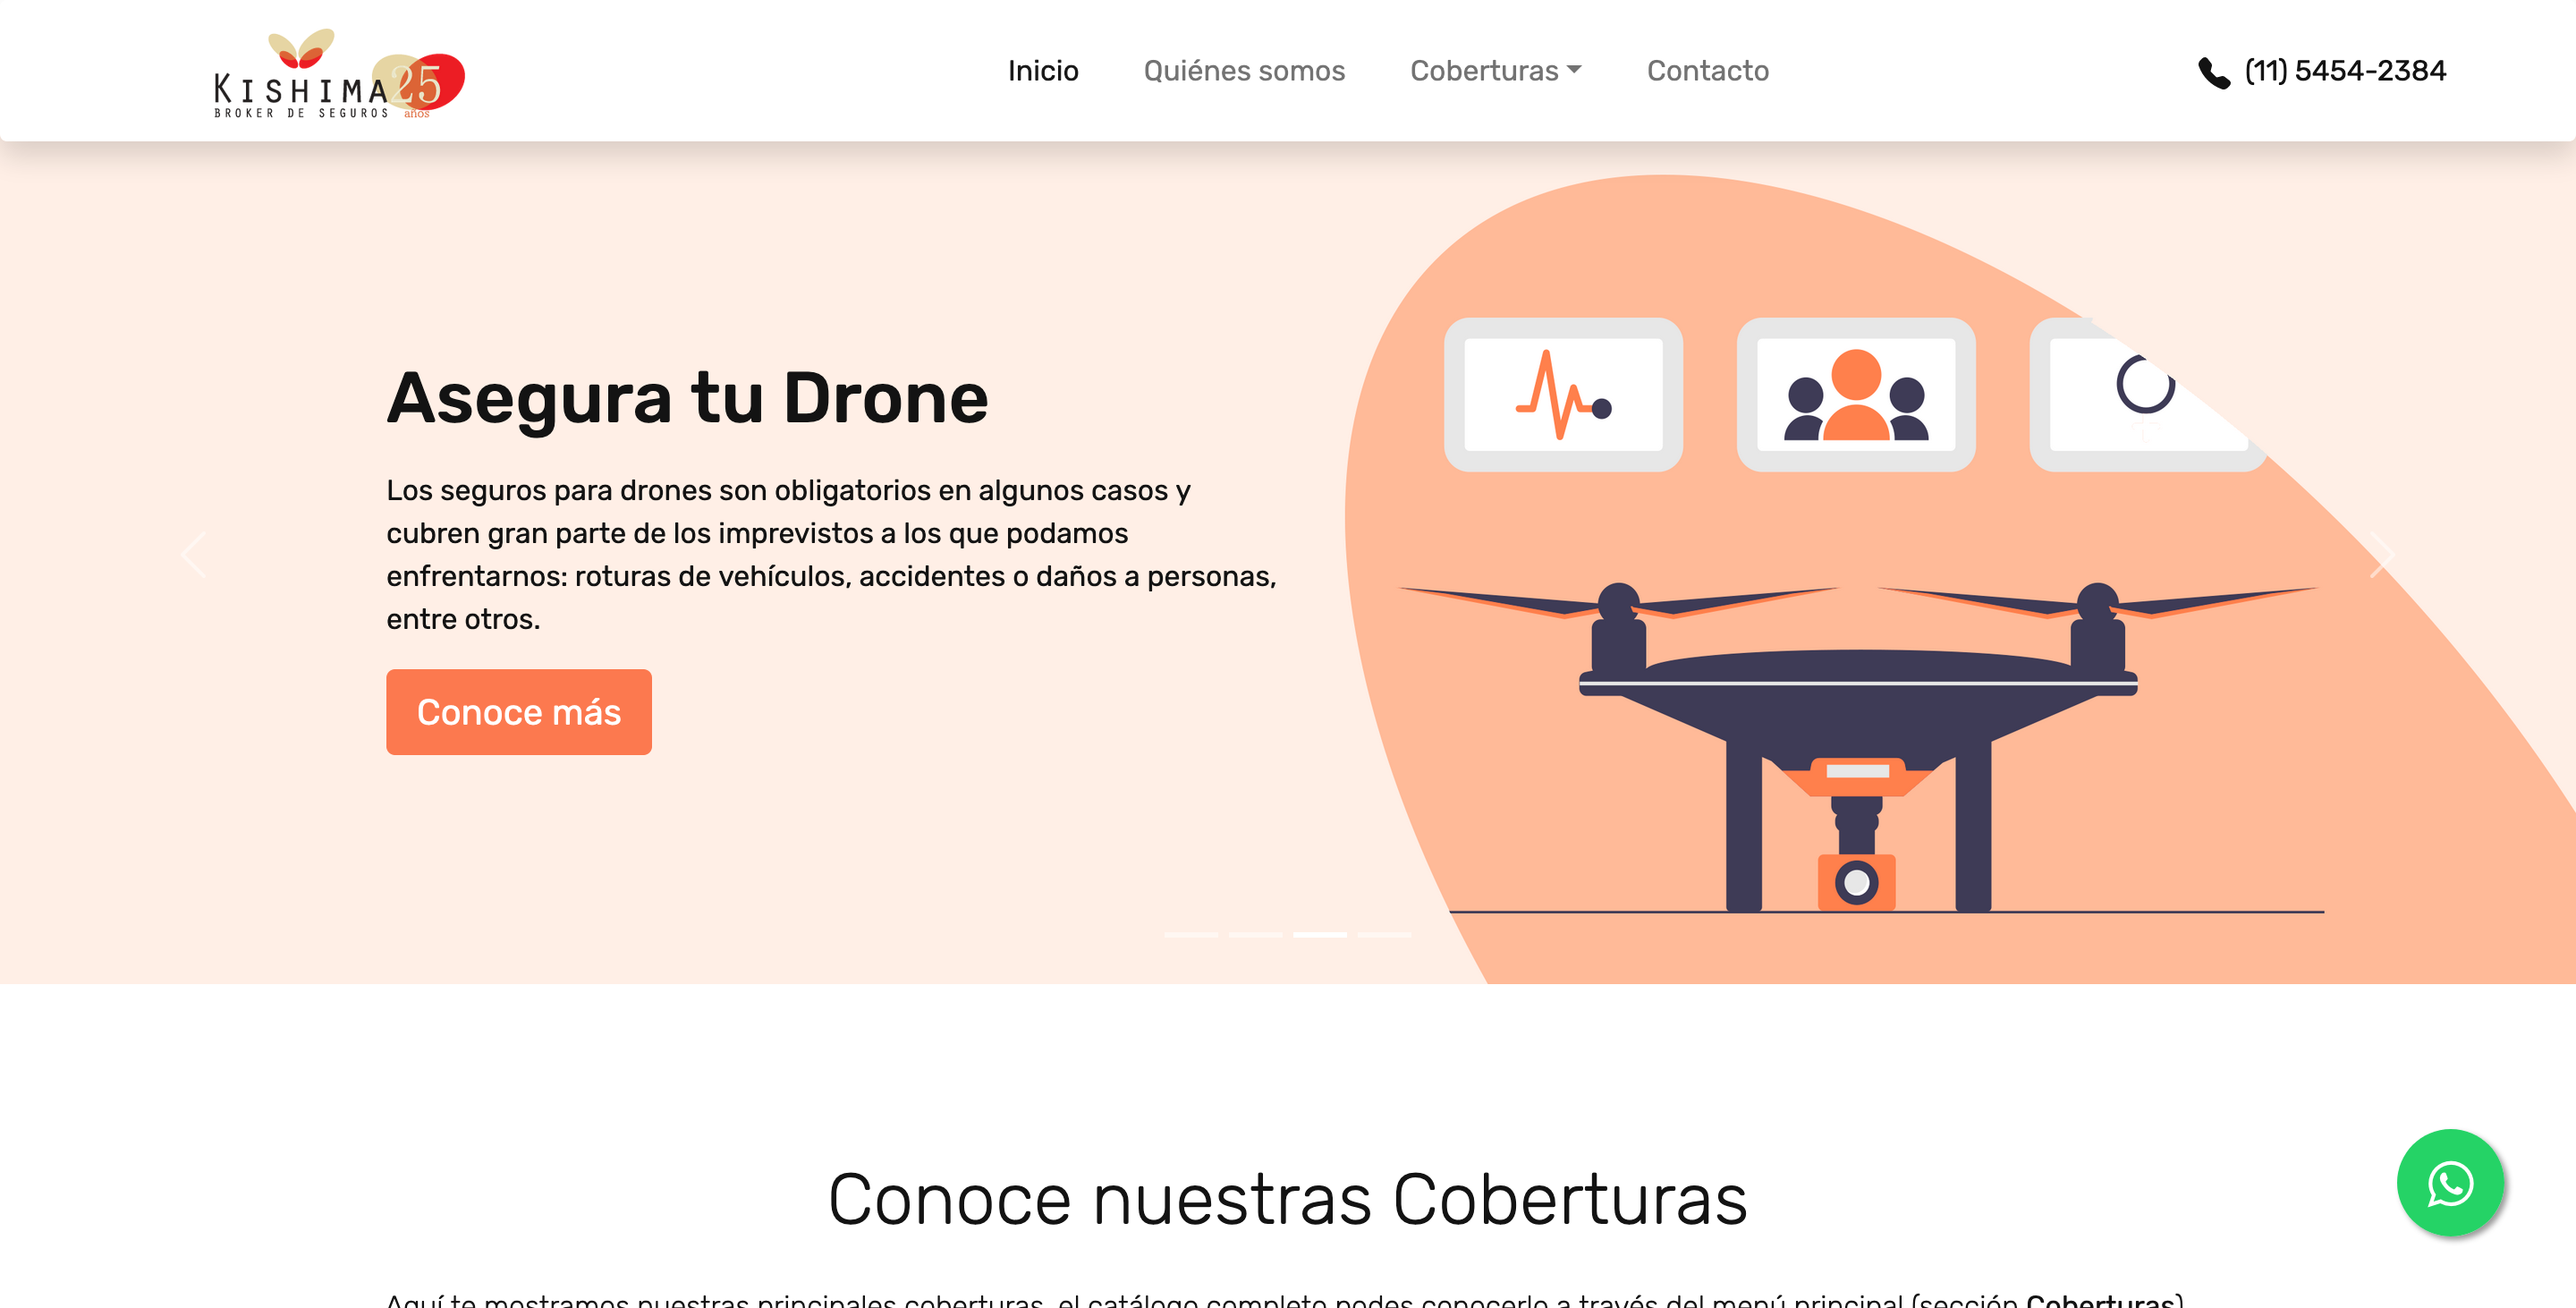 KISHIMA 25
BROKER DE SEGUROS años
Inicio Quiénes somos Coberturas Contacto
(11) 5454-2384
Asegura tu Drone
Los seguros para drones son obligatorios en algunos casos y
cubren gran parte de los imprevistos a los que podamos
enfrentarnos: roturas de vehículos, accidentes o daños a personas,
entre otros.
Conoce más
Conoce nuestras Coberturas
Aquí te mostramos nuestras principales coberturas, el catálogo completo podes conocerlo a través del menú principal (sección Coberturas)